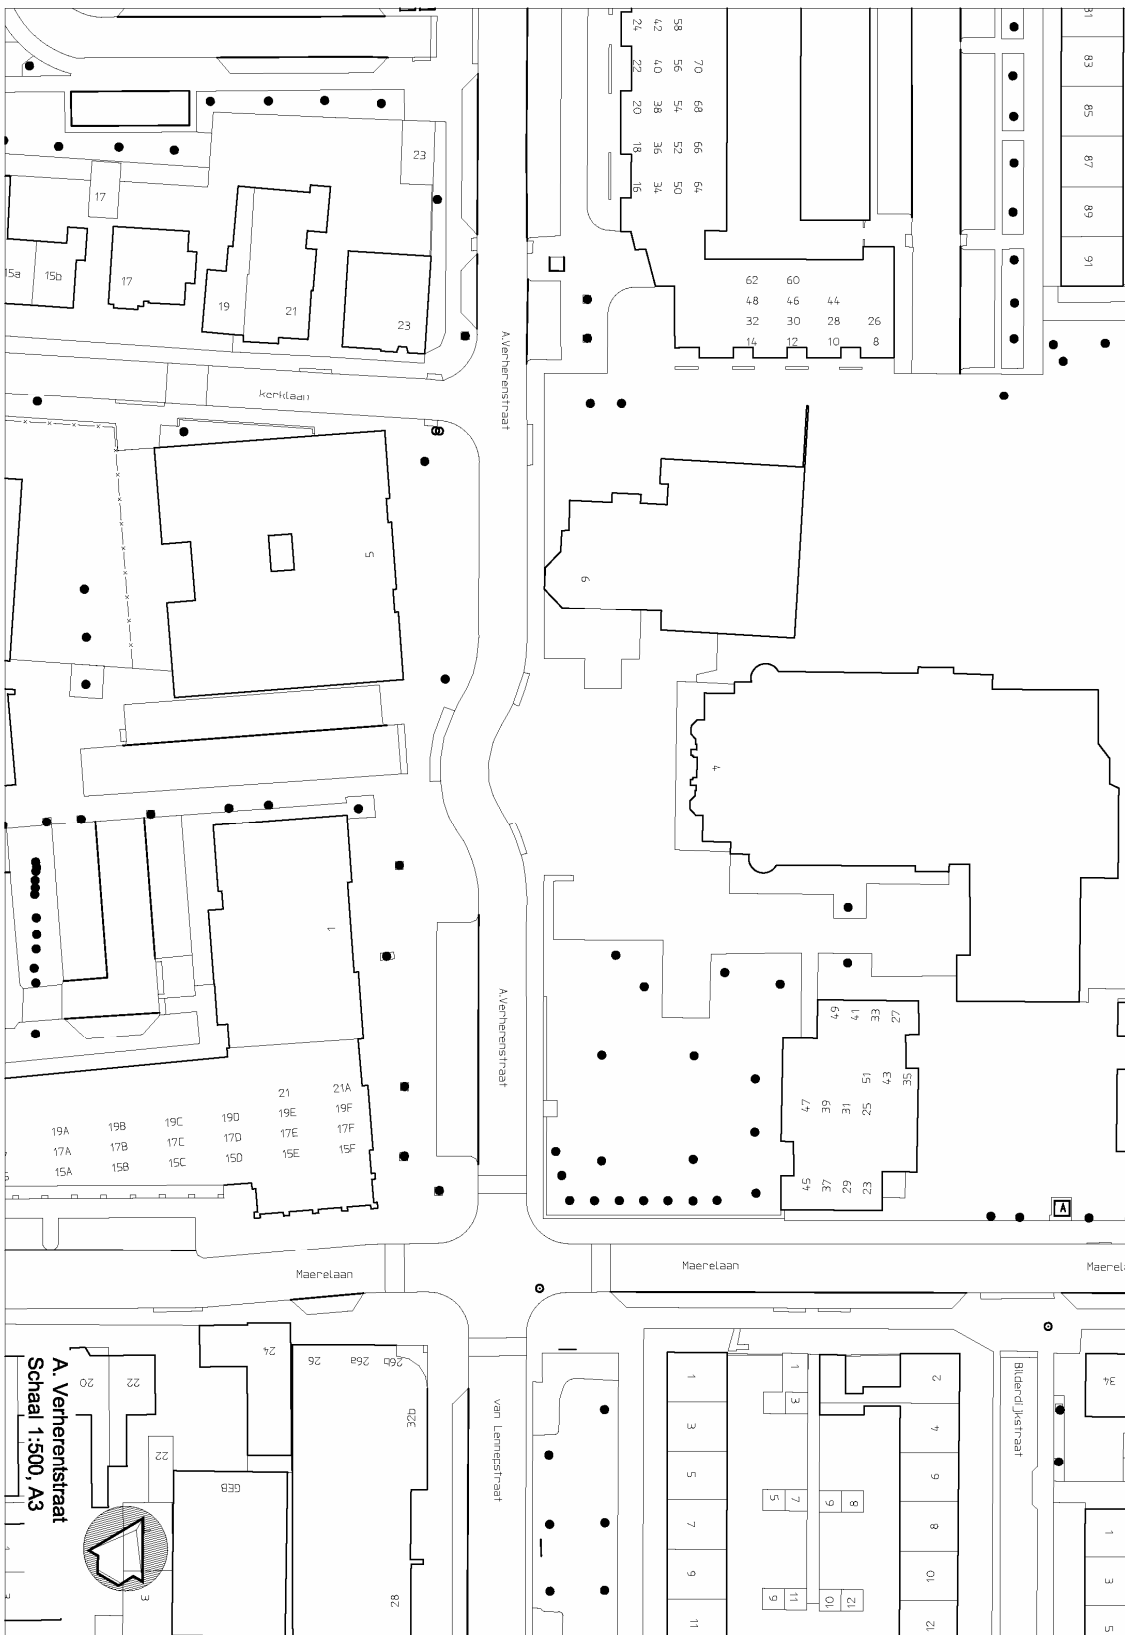 24 42 58
22 40 56 70
20 38 54 68
18 36 52 66
16 34 50 64
81
83
85
87
89
91
23
17
15a
15b
17
19
21
23
62 60
48 46 44
32 30 28 26
14 12 10 8
A.Verherenstraat
kerklaan
5
9
4
1
A.Verherenstraat
49 41 33 27
51 43 35
47 39 31 25
45 37 29 23
21 21A
19A 19B 19C 19D 19E 19F
17A 17B 17C 17D 17E 17F
15A 15B 15C 15D 15E 15F
A
Maerelaan
Maerelaan
Maerela
24
26 26a 26b
20
22
22
32b
GEB
28
3
van Lennepstraat
1
3
5
7
9
11
1
3
5 7
6 8
9 11
10 12
2
4
6
8
10
12
Bilderdijkstraat
34
1
3
5
A. Verherentstraat
Schaal 1:500, A3